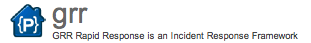 {P}
grr
GRR Rapid Response is an Incident Response Framework